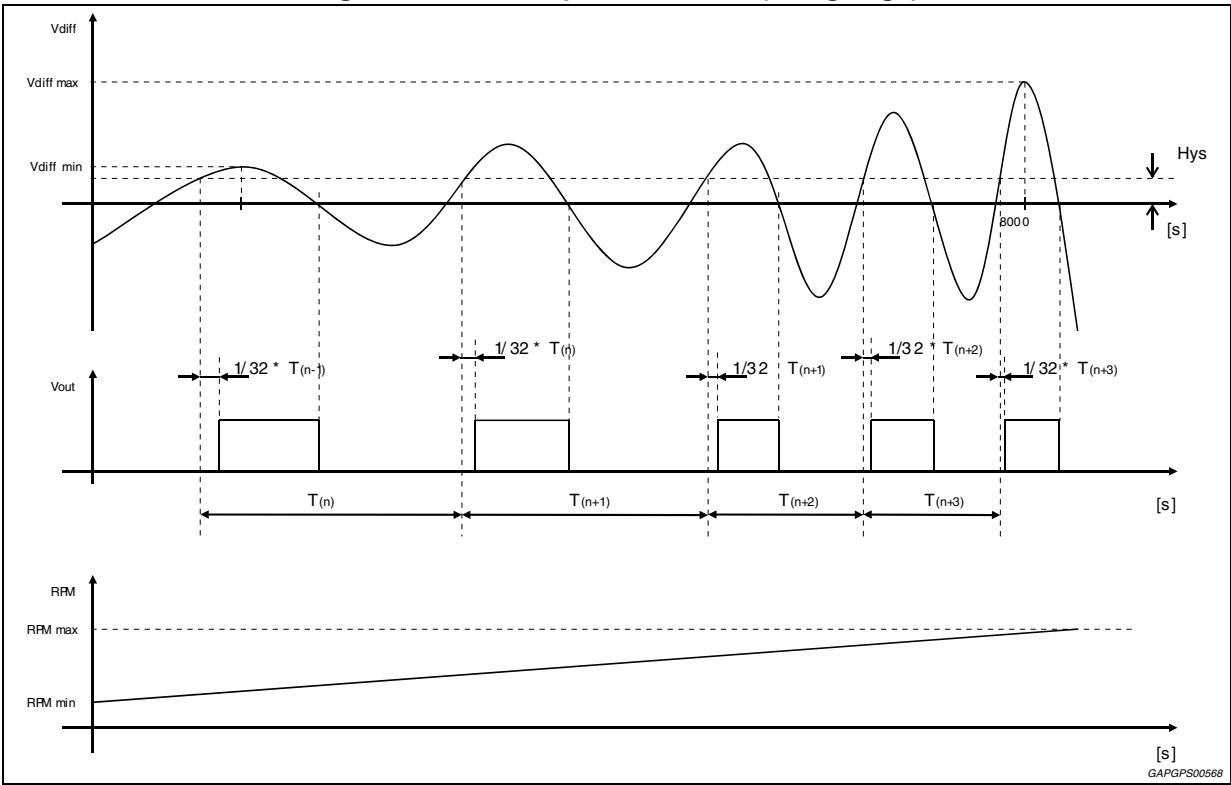 Vdiff
Vdiff max
Vdiff min
Hys
8000
[s]
1/32 * T(n-1)
1/32 * T(n)
1/32 T(n+1)
1/32 * T(n+2)
1/32 * T(n+3)
Vout
T(n)
T(n+1)
T(n+2)
T(n+3)
[s]
RPM
RPM max
RPM min
[s]
GAPGPS00568